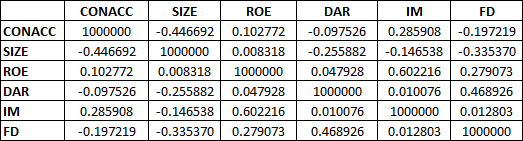 CONACC SIZE ROE DAR IM FD
CONACC 1000000 -0.446692 0.102772 -0.097526 0.285908 -0.197219
SIZE -0.446692 1000000 0.008318 -0.255882 -0.146538 -0.335370
ROE 0.102772 0.008318 1000000 0.047928 0.602216 0.279073
DAR -0.097526 -0.255882 0.047928 1000000 0.010076 0.468926
IM 0.285908 -0.146538 0.602216 0.010076 1000000 0.012803
FD -0.197219 -0.335370 0.279073 0.468926 0.012803 1000000